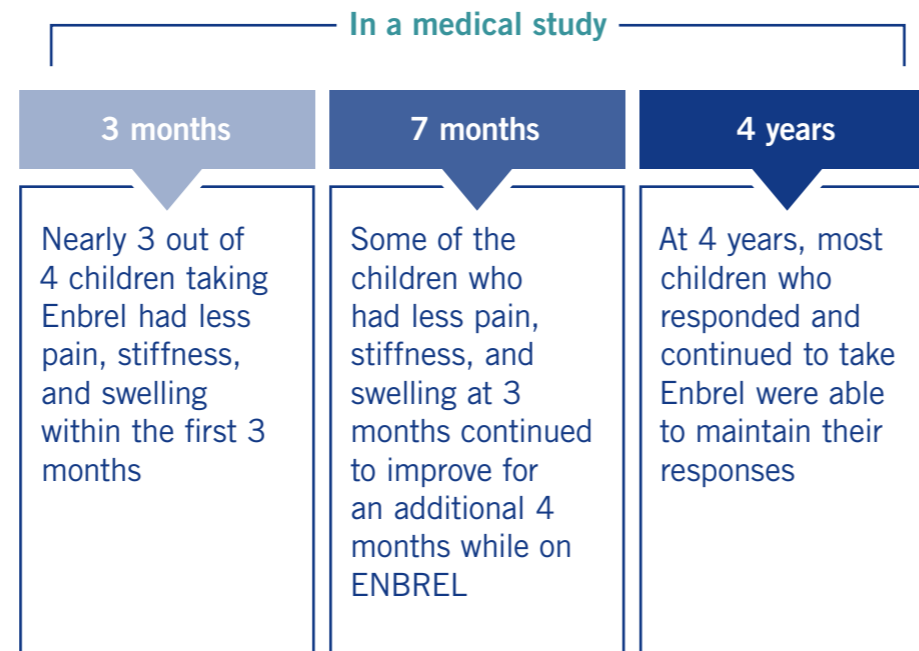 In a medical study
3 months
Nearly 3 out of
4 children taking
Enbrel had less
pain, stiffness,
and swelling
within the first 3
months
7 months
Some of the
children who
had less pain,
stiffness, and
swelling at 3
months continued
to improve for
an additional 4
months while on
ENBREL
4 years
At 4 years, most
children who
responded and
continued to take
Enbrel were able
to maintain their
responses